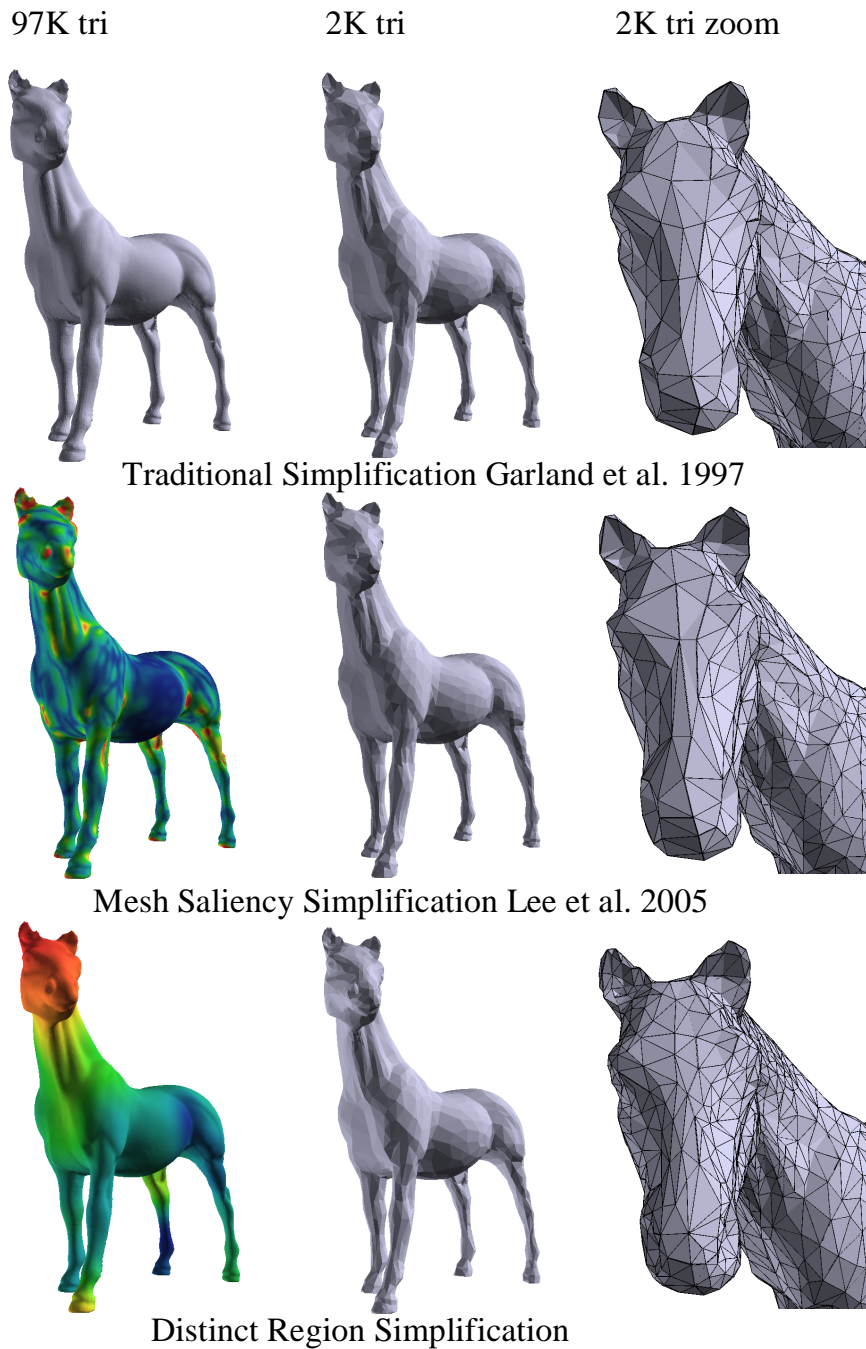 97K tri 2K tri 2K tri zoom
Traditional Simplification Garland et al. 1997
Mesh Saliency Simplification Lee et al. 2005
Distinct Region Simplification